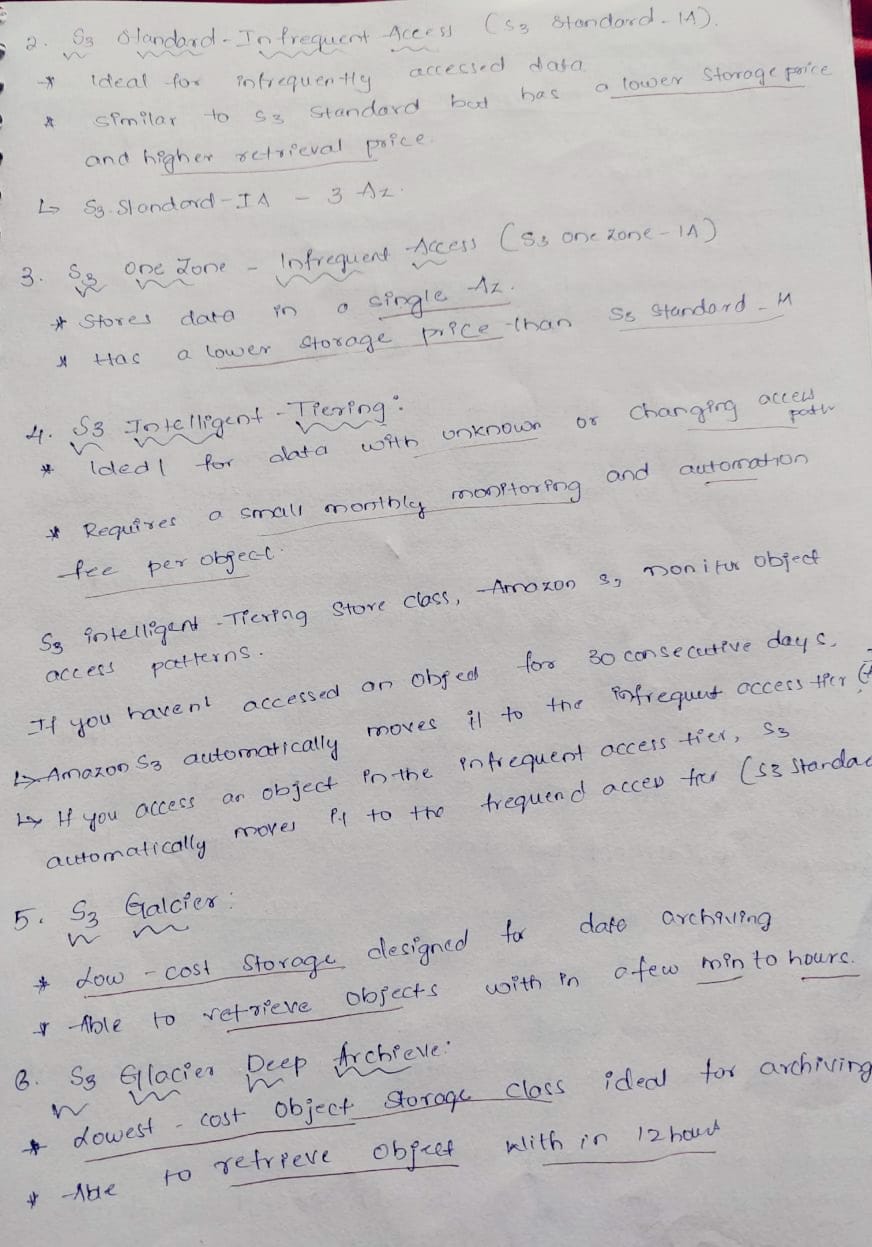 2. S3 Standard-Infrequent Access (S3 Standard-IA).
* Ideal for infrequently accessed data
* similar to S3 Standard but has a lower storage price
and higher retrieval price.
↳ S3 Standard-IA - 3 AZ.
3. S3 one Zone - Infrequent Access (S3 one zone-IA)
* Stores data in a single AZ.
* Has a lower storage price than S3 Standard-IA
4. S3 Intelligent-Tiering:
* Ideal for data with unknown or changing access
path
* Requires a small monthly monitoring and automation
fee per object.
S3 intelligent-Tiering Store class, Amazon S3 monitor object
access patterns.
If you havent accessed an object for 30 consecutive days,
↳ Amazon S3 automatically moves it to the infrequent access tier
↳ If you access an object in the infrequent access tier, S3
automatically moves it to the frequend access tier (S3 Standa
5. S3 Galcier:
* Low-cost Storage designed for data archiving
* Able to retrieve objects with in a few min to hours.
6. S3 Glacier Deep Archieve:
* Lowest-cost object storage class ideal for archiving
* Able to retrieve object with in 12 hours